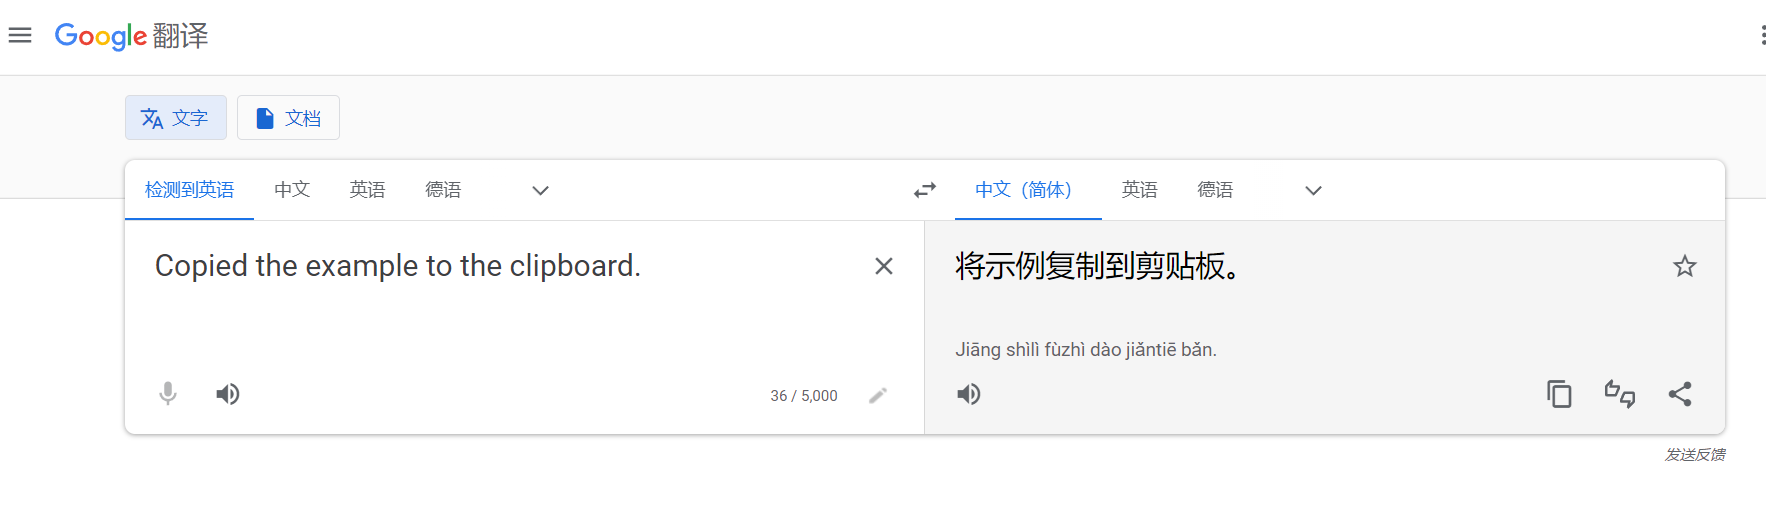 Google 翻译
文字 文档
检测到英语 中文 英语 德语 中文（简体） 英语 德语
Copied the example to the clipboard.
将示例复制到剪贴板。
Jiāng shìlì fùzhì dào jiǎntiē bǎn.
36 / 5,000
发送反馈